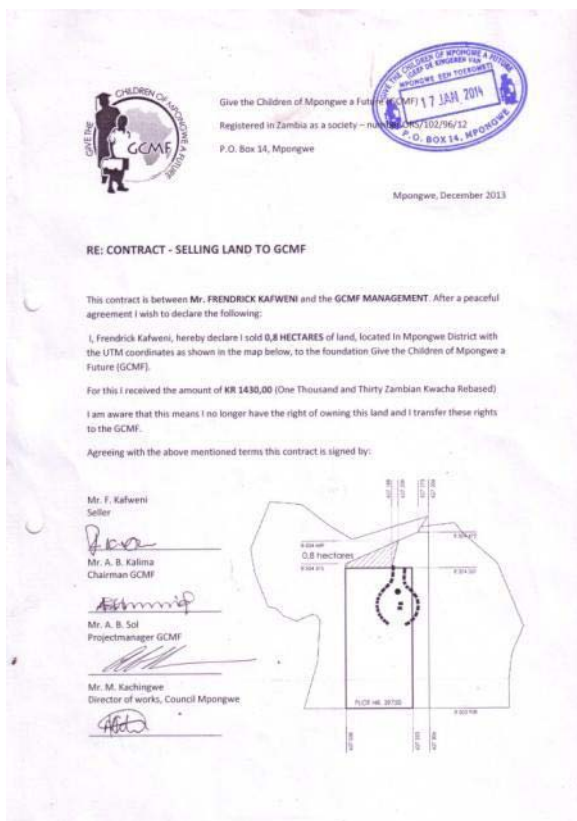 GIVE THE CHILDREN OF MPONGWE A FUTURE
GCMF
Give the Children of Mpongwe a Future (GCMF)
Registered in Zambia as a society – number ORS/102/96/12
P.O. Box 14, Mpongwe
GIVE THE CHILDREN OF MPONGWE A FUTURE
(GEEF DE KINDEREN VAN
MPONGWE EEN TOEKOMST)
17 JAN 2014
P.O. BOX 14, MPONGWE
Mpongwe, December 2013
RE: CONTRACT - SELLING LAND TO GCMF
This contract is between Mr. FRENDRICK KAFWENI and the GCMF MANAGEMENT. After a peaceful
agreement I wish to declare the following:
I, Frendrick Kafweni, hereby declare I sold 0,8 HECTARES of land, located in Mpongwe District with
the UTM coordinates as shown in the map below, to the foundation Give the Children of Mpongwe a
Future (GCMF).
For this I received the amount of KR 1430,00 (One Thousand and Thirty Zambian Kwacha Rebased)
I am aware that this means I no longer have the right of owning this land and I transfer these rights
to the GCMF.
Agreeing with the above mentioned terms this contract is signed by:
Mr. F. Kafweni
Seller
Mr. A. B. Kalima
Chairman GCMF
Mr. A. B. Sol
Projectmanager GCMF
Mr. M. Kachingwe
Director of works, Council Mpongwe
0,8 hectares